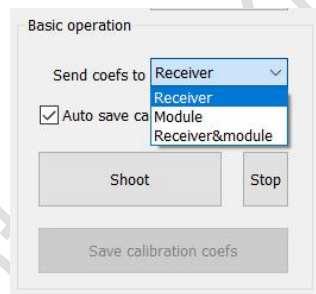 Basic operation
Send coefs to Receiver
Receiver
Auto save ca
Module
Receiver&module
Shoot
Stop
Save calibration coefs